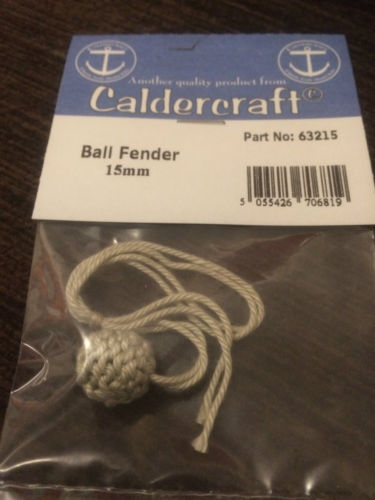 Another quality product from
Caldercraft©
Part No: 63215
Ball Fender
15mm
5 055426 706819